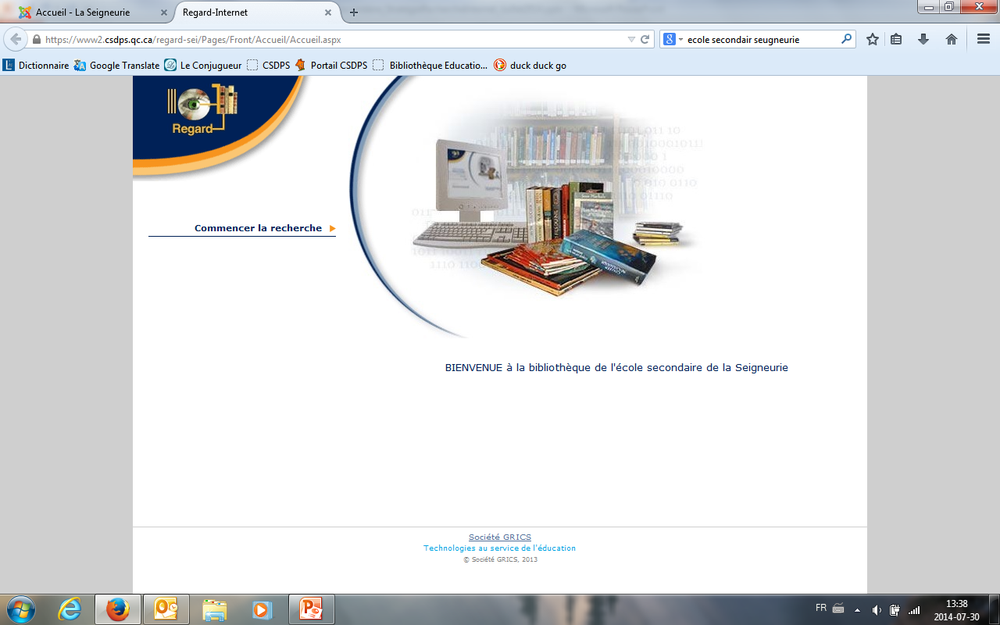 Accueil - La Seigneurie
Regard-Internet
https://www2.csdps.qc.ca/regard-sei/Pages/Front/Accueil/Accueil.aspx
ecole secondair seugneurie
Dictionnaire
Google Translate
Le Conjugueur
CSDPS
Portail CSDPS
Bibliothèque Educatio...
duck duck go
Regard
Commencer la recherche
BIENVENUE à la bibliothèque de l'école secondaire de la Seigneurie
Société GRICS
Technologies au service de l'éducation
© Société GRICS, 2013
FR
13:38
2014-07-30